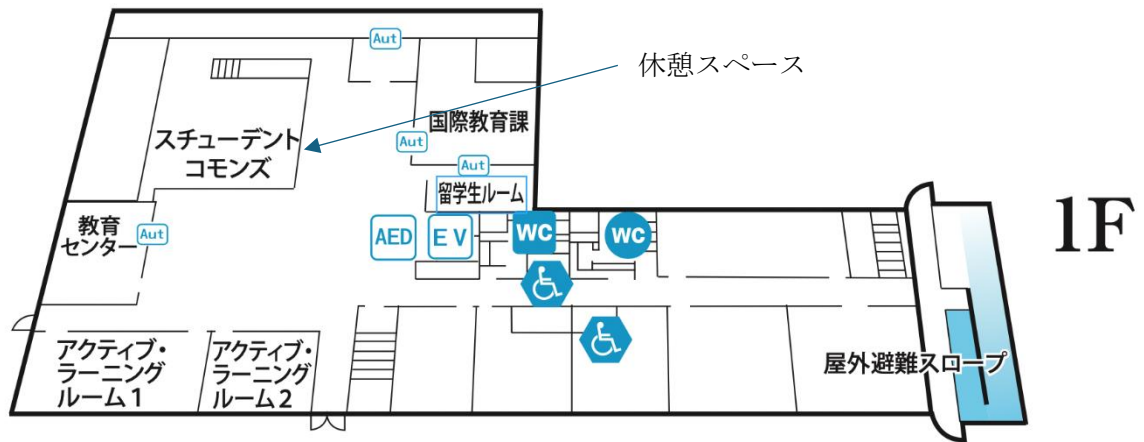 Aut
休憩スペース
国際教育課
スチューデント
コモンズ
Aut
Aut
留学生ルーム
教育
センター
Aut
AED
EV
WC
WC
1F
屋外避難スロープ
アクティブ・
ラーニング
ルーム1
アクティブ・
ラーニング
ルーム2